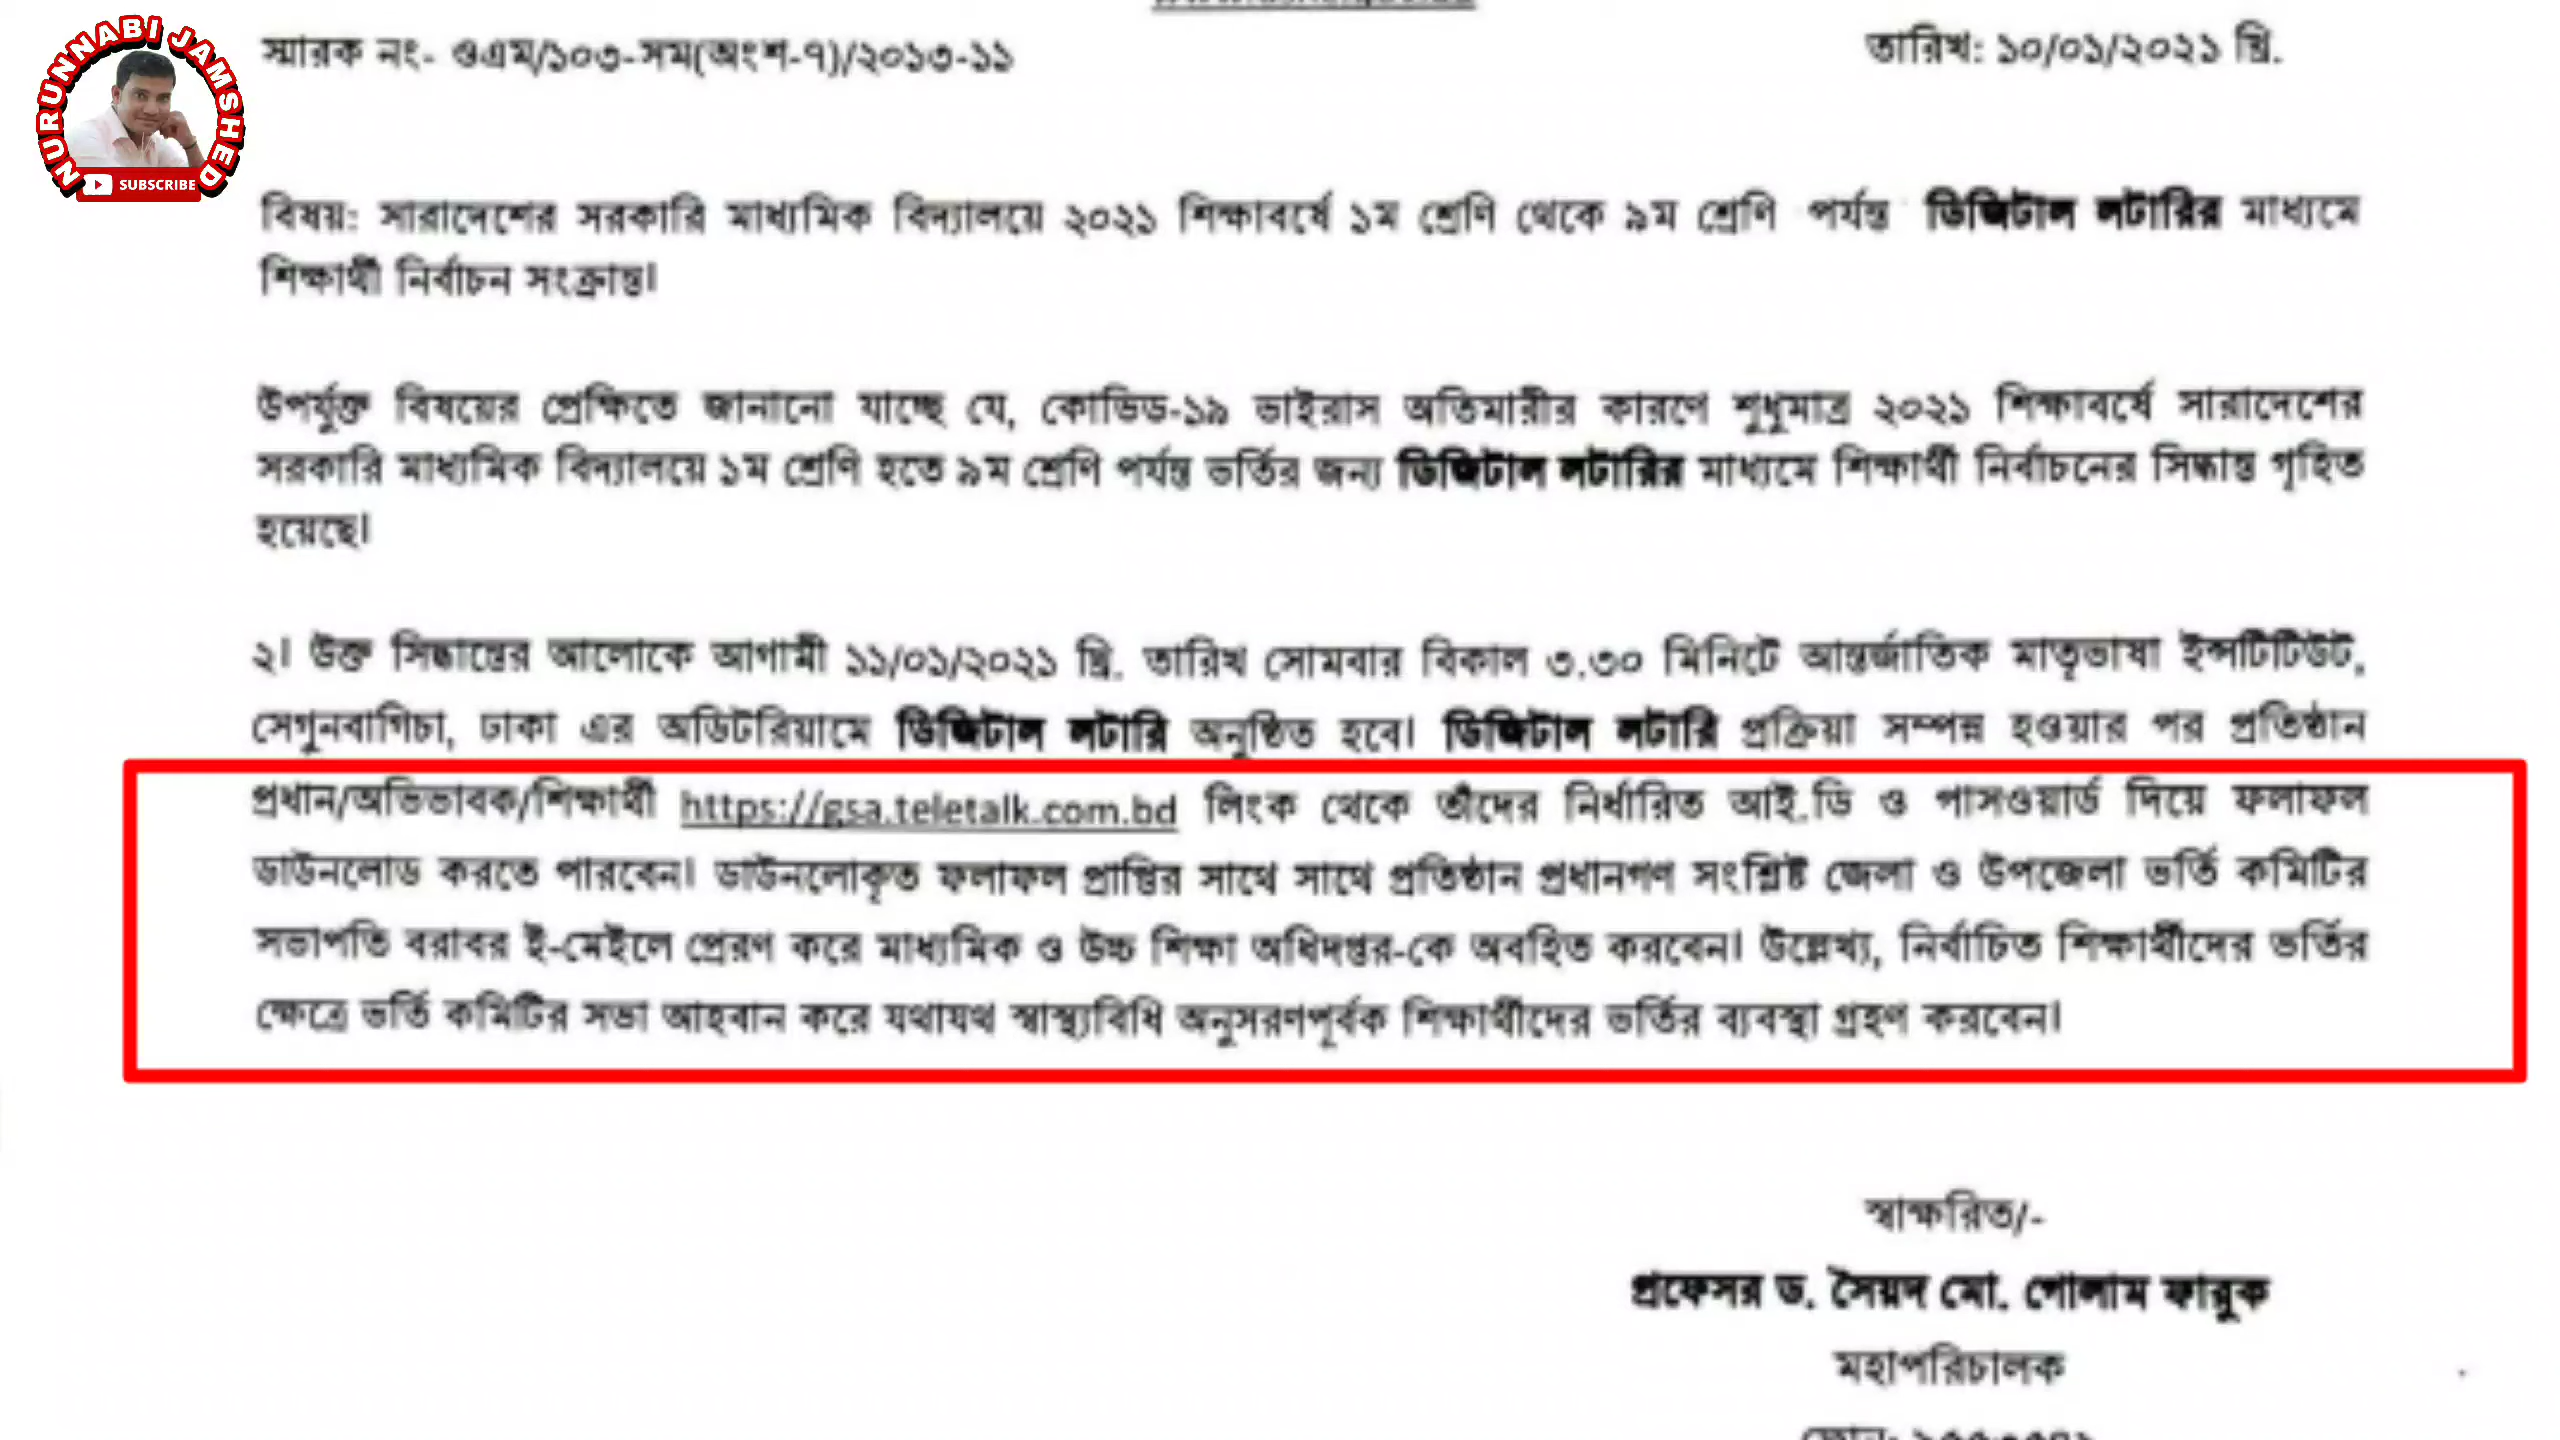 NURUNNABI JAMSHED
SUBSCRIBE
স্মারক নং- ওএম/১০৩-সম(অংশ-৭)/২০১৩-১১
তারিখ: ১০/০১/২০২১ খ্রি.
বিষয়: সারাদেশের সরকারি মাধ্যমিক বিদ্যালয়ে ২০২১ শিক্ষাবর্ষে ১ম শ্রেণি থেকে ৯ম শ্রেণি পর্যন্ত ডিজিটাল লটারির মাধ্যমে
শিক্ষার্থী নির্বাচন সংক্রান্ত।
উপর্যুক্ত বিষয়ের প্রেক্ষিতে জানানো যাচ্ছে যে, কোভিড-১৯ ভাইরাস অতিমারীর কারণে শুধুমাত্র ২০২১ শিক্ষাবর্ষে সারাদেশের
সরকারি মাধ্যমিক বিদ্যালয়ে ১ম শ্রেণি হতে ৯ম শ্রেণি পর্যন্ত ভর্তির জন্য ডিজিটাল লটারির মাধ্যমে শিক্ষার্থী নির্বাচনের সিদ্ধান্ত গৃহিত
হয়েছে।
২। উক্ত সিদ্ধান্তের আলোকে আগামী ১১/০১/২০২১ খ্রি. তারিখ সোমবার বিকাল ৩.৩০ মিনিটে আন্তর্জাতিক মাতৃভাষা ইন্সটিটিউট,
সেগুনবাগিচা, ঢাকা এর অডিটরিয়ামে ডিজিটাল লটারি অনুষ্ঠিত হবে। ডিজিটাল লটারি প্রক্রিয়া সম্পন্ন হওয়ার পর প্রতিষ্ঠান
প্রধান/অভিভাবক/শিক্ষার্থী https://gsa.teletalk.com.bd লিংক থেকে তাঁদের নির্ধারিত আই.ডি ও পাসওয়ার্ড দিয়ে ফলাফল
ডাউনলোড করতে পারবেন। ডাউনলোকৃত ফলাফল প্রাপ্তির সাথে সাথে প্রতিষ্ঠান প্রধানগণ সংশ্লিষ্ট জেলা ও উপজেলা ভর্তি কমিটির
সভাপতি বরাবর ই-মেইলে প্রেরণ করে মাধ্যমিক ও উচ্চ শিক্ষা অধিদপ্তর-কে অবহিত করবেন। উল্লেখ্য, নির্বাচিত শিক্ষার্থীদের ভর্তির
ক্ষেত্রে ভর্তি কমিটির সভা আহবান করে যথাযথ স্বাস্থ্যবিধি অনুসরণপূর্বক শিক্ষার্থীদের ভর্তির ব্যবস্থা গ্রহণ করবেন।
স্বাক্ষরিত/-
প্রফেসর ড. সৈয়দ মো. গোলাম ফারুক
মহাপরিচালক